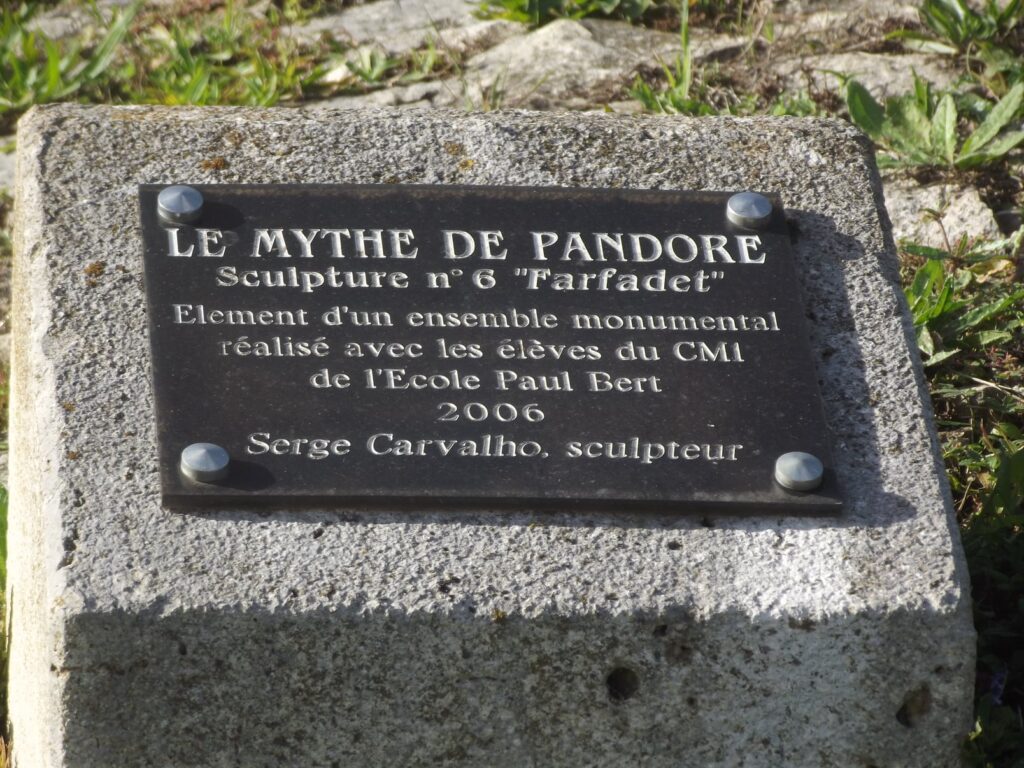 LE MYTHE DE PANDORE
Sculpture n° 6 "Farfadet"
Element d'un ensemble monumental
réalisé avec les élèves du CM1
de l'Ecole Paul Bert
2006
Serge Carvalho, sculpteur